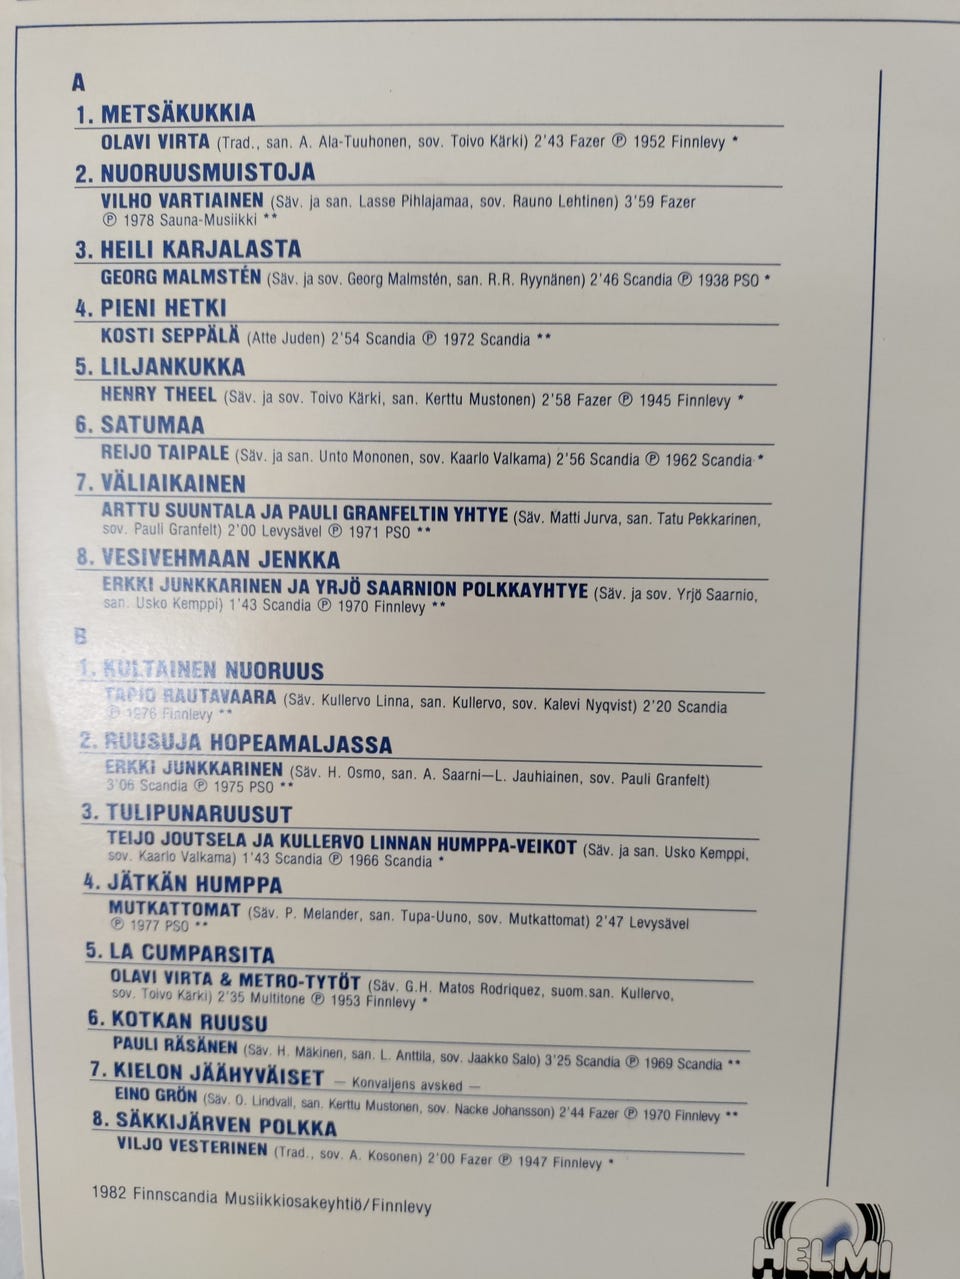 A
1. METSÄKUKKIA
OLAVI VIRTA (Trad., san. A. Ala-Tuuhonen, sov. Toivo Kärki) 2'43 Fazer ℗ 1952 Finnlevy *
2. NUORUUSMUISTOJA
VILHO VARTIAINEN (Säv. ja san. Lasse Pihlajamaa, sov. Rauno Lehtinen) 3'59 Fazer
℗ 1978 Sauna-Musiikki **
3. HEILI KARJALASTA
GEORG MALMSTÉN (Säv. ja sov. Georg Malmstén, san. R.R. Ryynänen) 2'46 Scandia ℗ 1938 PSO *
4. PIENI HETKI
KOSTI SEPPÄLÄ (Atte Juden) 2'54 Scandia ℗ 1972 Scandia **
5. LILJANKUKKA
HENRY THEEL (Säv. ja sov. Toivo Kärki, san. Kerttu Mustonen) 2'58 Fazer ℗ 1945 Finnlevy *
6. SATUMAA
REIJO TAIPALE (Säv. ja san. Unto Mononen, sov. Kaarlo Valkama) 2'56 Scandia ℗ 1962 Scandia *
7. VÄLIAIKAINEN
ARTTU SUUNTALA JA PAULI GRANFELTIN YHTYE (Säv. Matti Jurva, san. Tatu Pekkarinen,
sov. Pauli Granfelt) 2'00 Levysävel ℗ 1971 PSO **
8. VESIVEHMAAN JENKKA
ERKKI JUNKKARINEN JA YRJÖ SAARNION POLKKAYHTYE (Säv. ja sov. Yrjö Saarnio,
san. Usko Kemppi) 1'43 Scandia ℗ 1970 Finnlevy **
B
1. KULTAINEN NUORUUS
TAPIO RAUTAVAARA (Säv. Kullervo Linna, san. Kullervo, sov. Kalevi Nyqvist) 2'20 Scandia
℗ 1976 Finnlevy **
2. RUUSUJA HOPEAMALJASSA
ERKKI JUNKKARINEN (Säv. H. Osmo, san. A. Saarni—L. Jauhiainen, sov. Pauli Granfelt)
3'06 Scandia ℗ 1975 PSO **
3. TULIPUNARUUSUT
TEIJO JOUTSELA JA KULLERVO LINNAN HUMPPA-VEIKOT (Säv. ja san. Usko Kemppi,
sov. Kaarlo Valkama) 1'43 Scandia ℗ 1966 Scandia *
4. JÄTKÄN HUMPPA
MUTKATTOMAT (Säv. P. Melander, san. Tupa-Uuno, sov. Mutkattomat) 2'47 Levysävel
℗ 1977 PSO **
5. LA CUMPARSITA
OLAVI VIRTA & METRO-TYTÖT (Säv. G.H. Matos Rodriquez, suom.san. Kullervo,
sov. Toivo Kärki) 2'35 Multitone ℗ 1953 Finnlevy *
6. KOTKAN RUUSU
PAULI RÄSÄNEN (Säv. H. Mäkinen, san. L. Anttila, sov. Jaakko Salo) 3'25 Scandia ℗ 1969 Scandia **
7. KIELON JÄÄHYVÄISET — Konvaljens avsked —
EINO GRÖN (Säv. O. Lindvall, san. Kerttu Mustonen, sov. Nacke Johansson) 2'44 Fazer ℗ 1970 Finnlevy **
8. SÄKKIJÄRVEN POLKKA
VILJO VESTERINEN (Trad., sov. A. Kosonen) 2'00 Fazer ℗ 1947 Finnlevy *
1982 Finnscandia Musiikkiosakeyhtiö/Finnlevy
HELMI